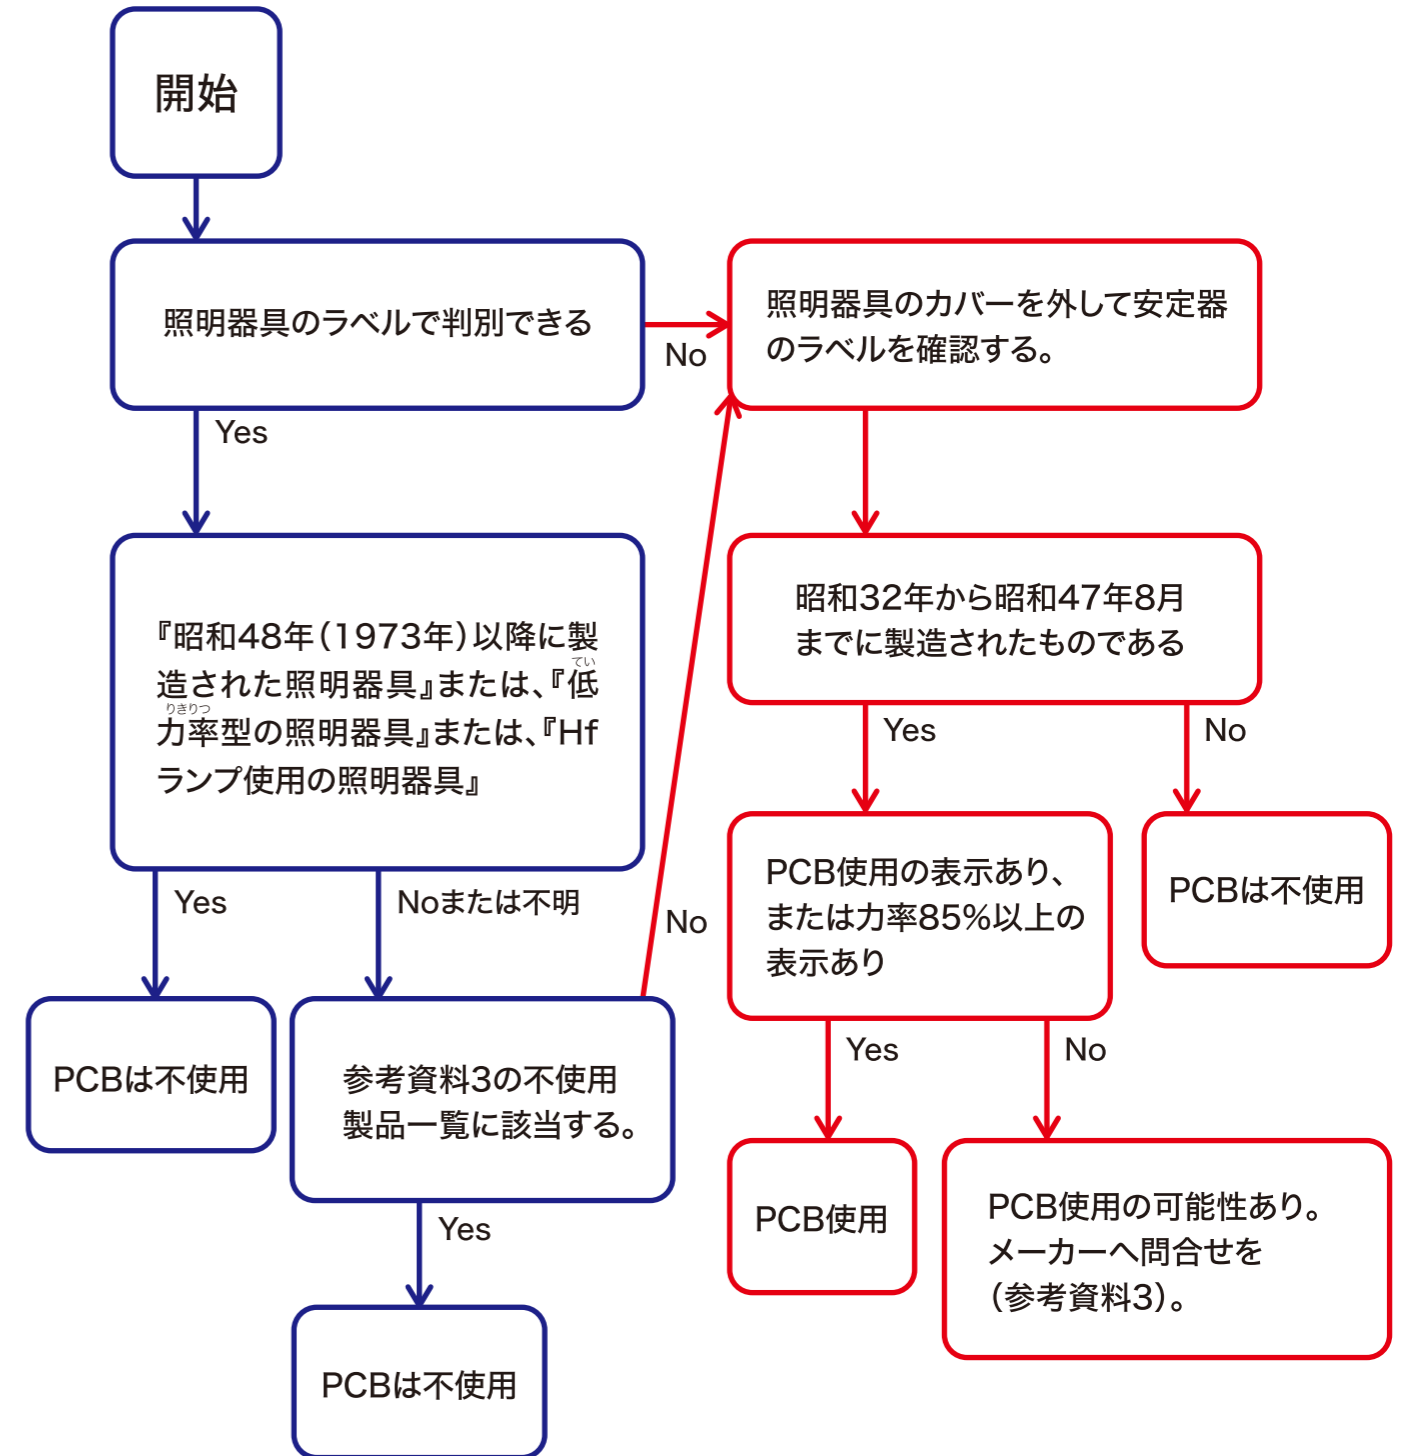 開始
照明器具のラベルで判別できる
No
照明器具のカバーを外して安定器
のラベルを確認する。
Yes
『昭和48年（1973年）以降に製
造された照明器具』または、『低
てい
力率型の照明器具』または、『Hf
りきりつ
ランプ使用の照明器具』
昭和32年から昭和47年8月
までに製造されたものである
Yes
No
Yes
Noまたは不明
No
PCB使用の表示あり、
または力率85%以上の
表示あり
PCBは不使用
PCBは不使用
参考資料3の不使用
製品一覧に該当する。
Yes
No
Yes
PCB使用
PCB使用の可能性あり。
メーカーへ問合せを
（参考資料3）。
PCBは不使用